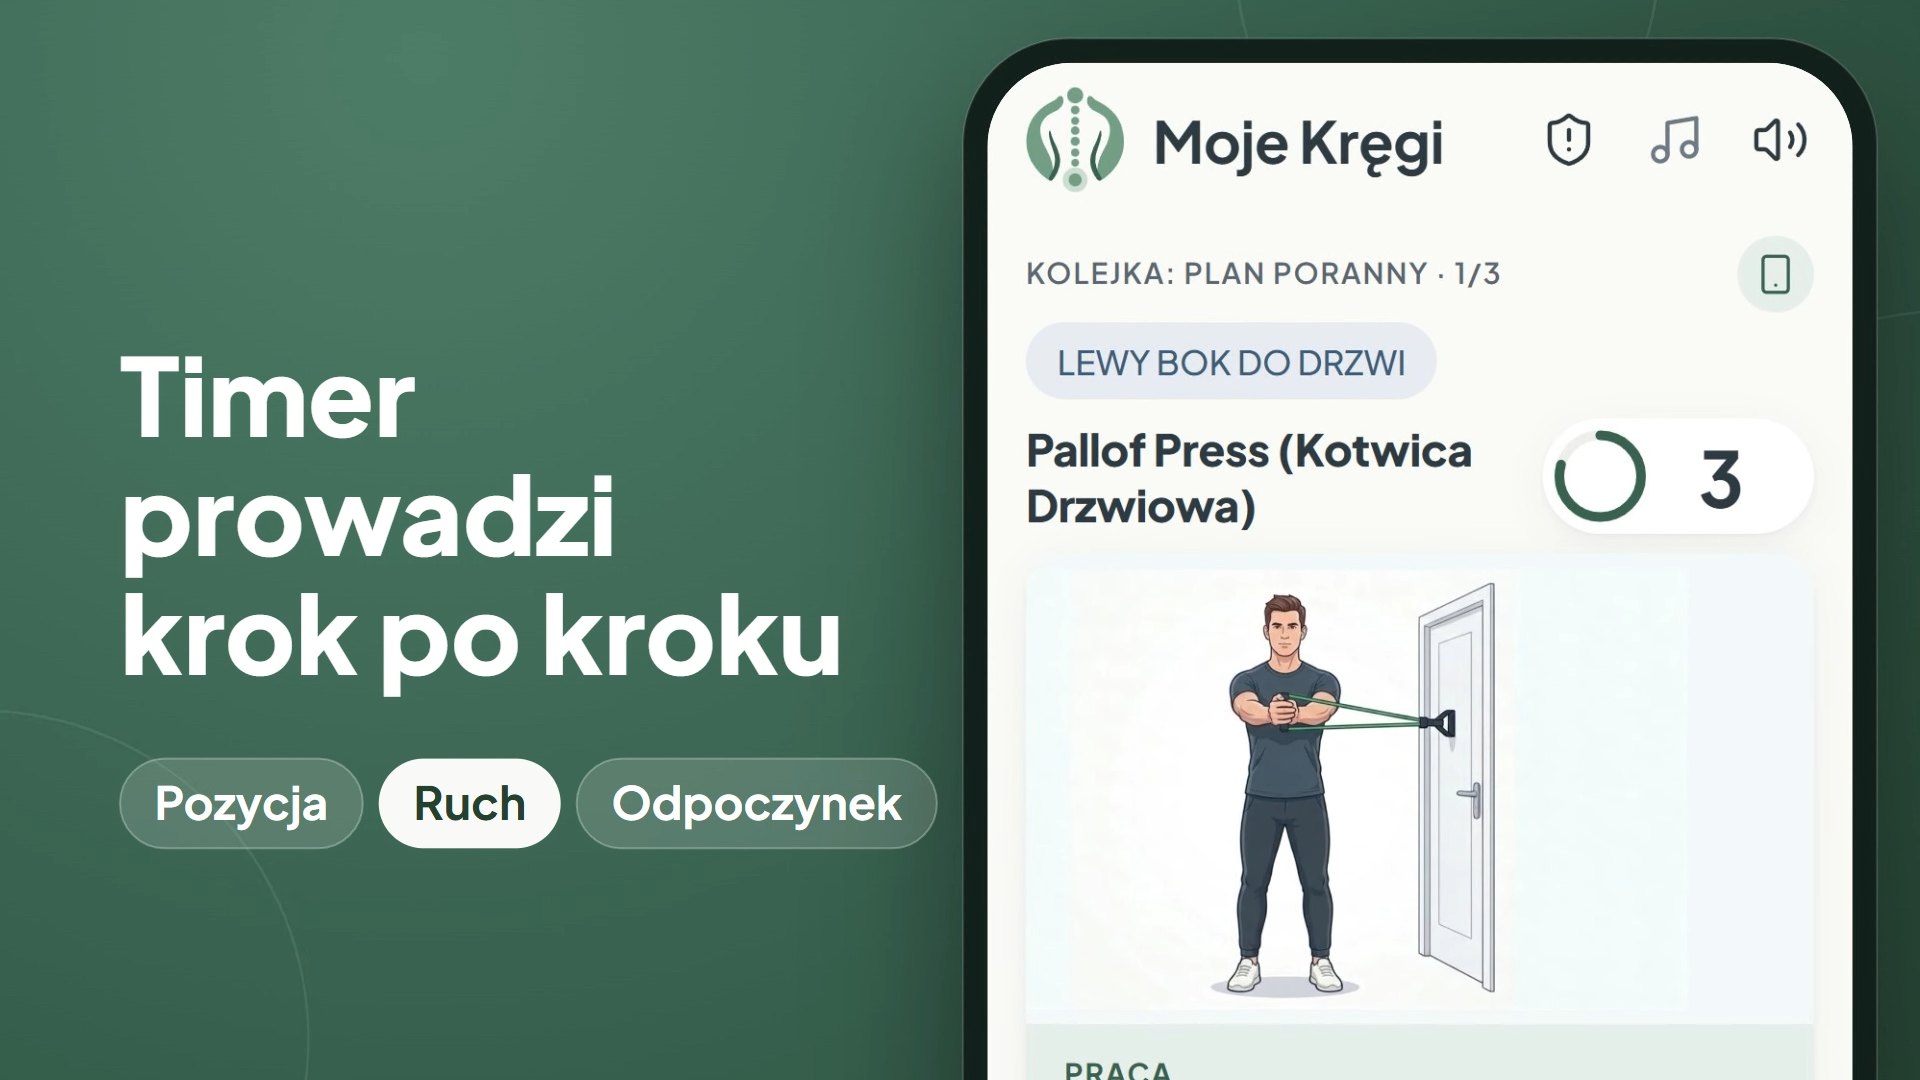 Timer
prowadzi
krok po kroku
Pozycja
Ruch
Odpoczynek
Moje Kręgi
KOLEJKA: PLAN PORANNY · 1/3
LEWY BOK DO DRZWI
Pallof Press (Kotwica
Drzwiowa)
3
PRACA